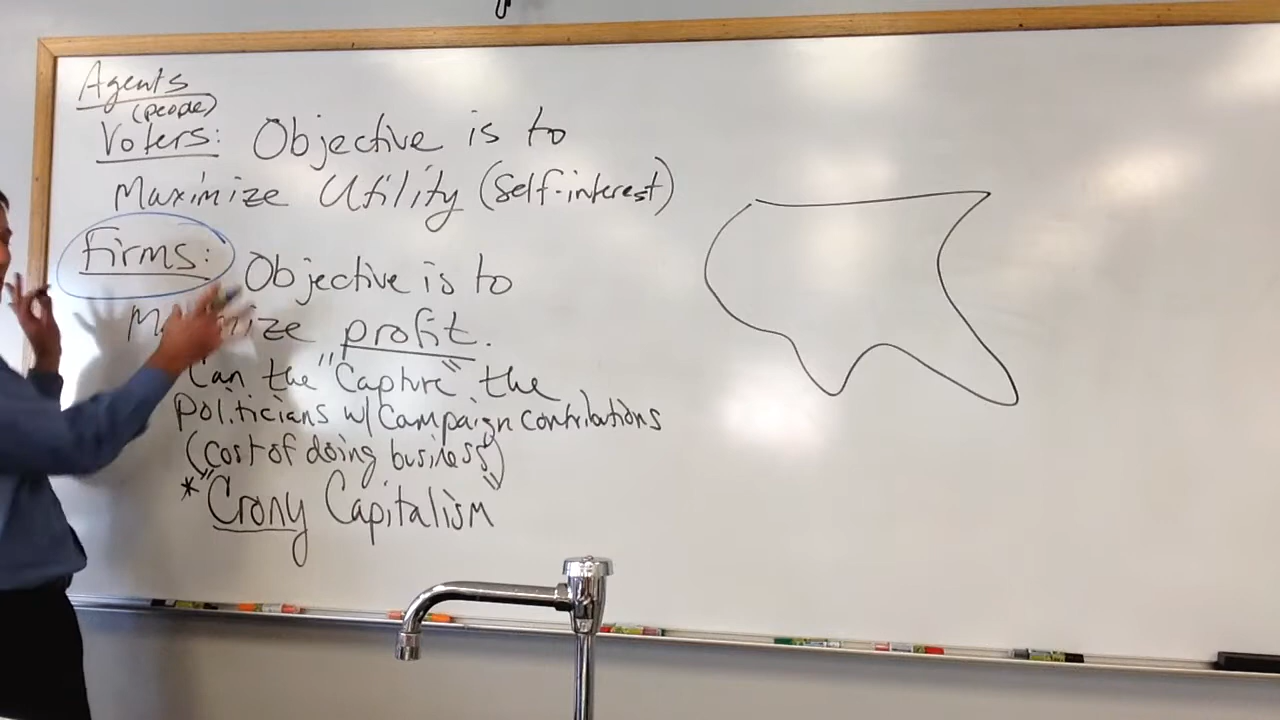 Agents
(people)
Voters: Objective is to
Maximize Utility (self-interest)
Firms: Objective is to
Maximize profit.
Can the "Capture" the
Politicians w/ Campaign contributions
(cost of doing business)
* "Crony Capitalism"